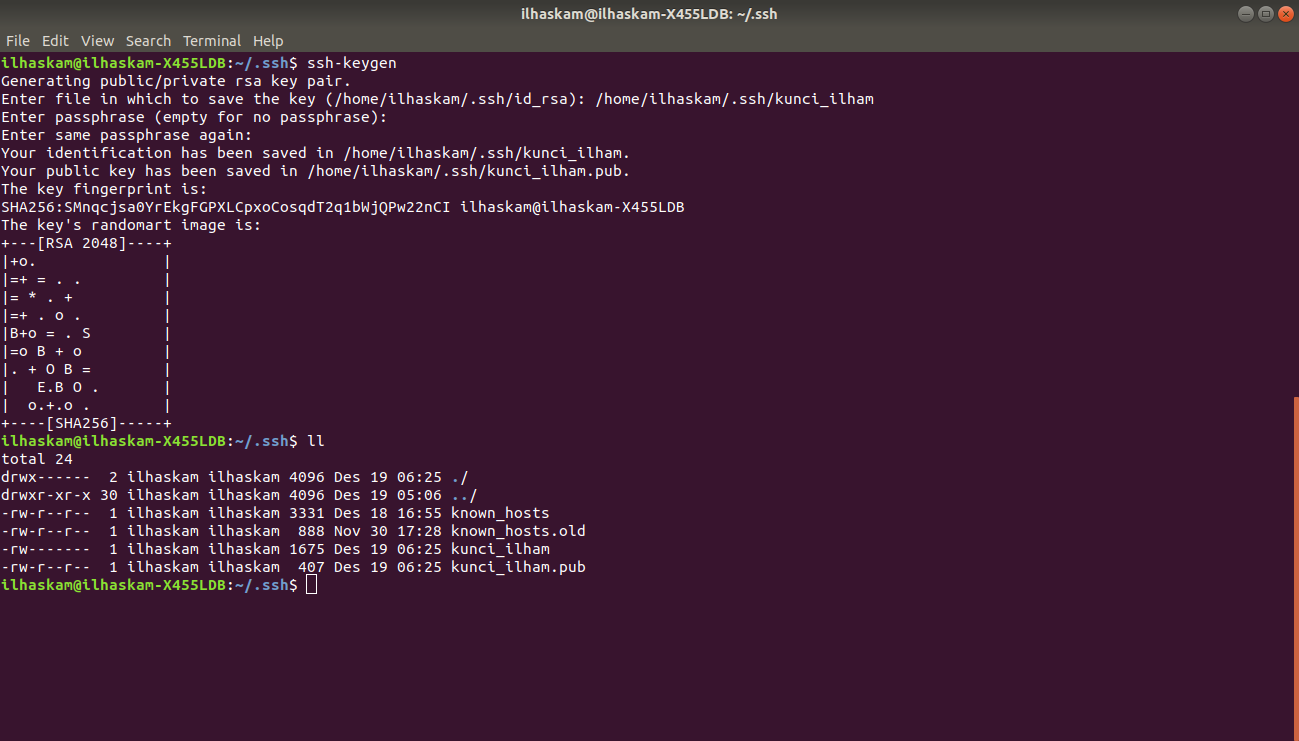 ilhaskam@ilhaskam-X455LDB: ~/.ssh
File Edit View Search Terminal Help
ilhaskam@ilhaskam-X455LDB:~/.ssh$ ssh-keygen
Generating public/private rsa key pair.
Enter file in which to save the key (/home/ilhaskam/.ssh/id_rsa): /home/ilhaskam/.ssh/kunci_ilham
Enter passphrase (empty for no passphrase):
Enter same passphrase again:
Your identification has been saved in /home/ilhaskam/.ssh/kunci_ilham.
Your public key has been saved in /home/ilhaskam/.ssh/kunci_ilham.pub.
The key fingerprint is:
SHA256:SMnqcjsa0YrEkgFGPXLCpxoCosqdT2q1bWjQPw22nCI ilhaskam@ilhaskam-X455LDB
The key's randomart image is:
+---[RSA 2048]----+
|+o.              |
|=+ = . .         |
|= * . +          |
|=+ . o .         |
|B+o = . S        |
|=o B + o         |
|. + O B =        |
|   E.B O .       |
|  o.+.o .        |
+----[SHA256]-----+
ilhaskam@ilhaskam-X455LDB:~/.ssh$ ll
total 24
drwx------  2 ilhaskam ilhaskam 4096 Des 19 06:25 ./
drwxr-xr-x 30 ilhaskam ilhaskam 4096 Des 19 05:06 ../
-rw-r--r--  1 ilhaskam ilhaskam 3331 Des 18 16:55 known_hosts
-rw-r--r--  1 ilhaskam ilhaskam  888 Nov 30 17:28 known_hosts.old
-rw-------  1 ilhaskam ilhaskam 1675 Des 19 06:25 kunci_ilham
-rw-r--r--  1 ilhaskam ilhaskam  407 Des 19 06:25 kunci_ilham.pub
ilhaskam@ilhaskam-X455LDB:~/.ssh$